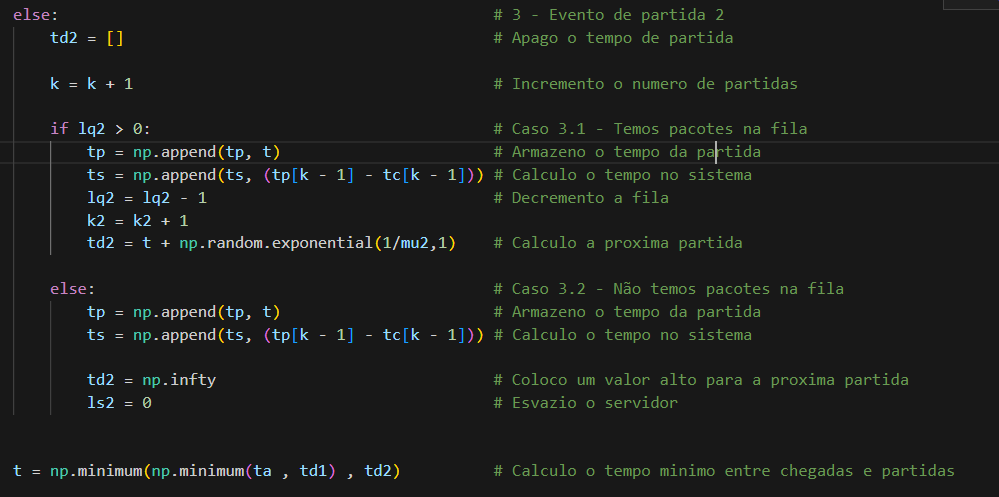 else: # 3 - Evento de partida 2
td2 = [] # Apago o tempo de partida
k = k + 1 # Incremento o numero de partidas
if lq2 > 0: # Caso 3.1 - Temos pacotes na fila
tp = np.append(tp, t) # Armazeno o tempo da partida
ts = np.append(ts, (tp[k - 1] - tc[k - 1])) # Calculo o tempo no sistema
lq2 = lq2 - 1 # Decremento a fila
k2 = k2 + 1
td2 = t + np.random.exponential(1/mu2,1) # Calculo a proxima partida
else: # Caso 3.2 - Não temos pacotes na fila
tp = np.append(tp, t) # Armazeno o tempo da partida
ts = np.append(ts, (tp[k - 1] - tc[k - 1])) # Calculo o tempo no sistema
td2 = np.infty # Coloco um valor alto para a proxima partida
ls2 = 0 # Esvazio o servidor
t = np.minimum(np.minimum(ta , td1) , td2) # Calculo o tempo minimo entre chegadas e partidas